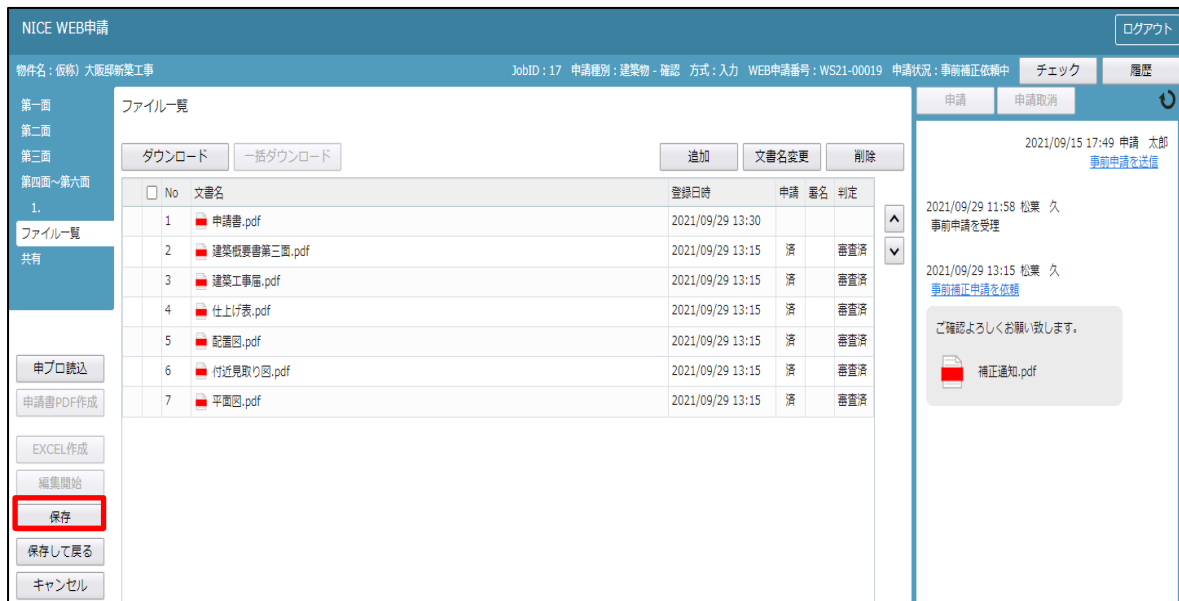 NICE WEB申請
ログアウト
物件名：仮称）大阪邸新築工事
JobID：17 申請種別：建築物 - 確認 方式：入力 WEB申請番号：WS21-00019 申請状況：事前補正依頼中
チェック
履歴
第一面
第二面
第三面
第四面～第六面
1.
ファイル一覧
共有
申プロ読込
申請書PDF作成
EXCEL作成
編集開始
保存
保存して戻る
キャンセル
ファイル一覧
ダウンロード 一括ダウンロード 追加 文書名変更 削除
No 文書名 登録日時 申請 署名 判定
1 申請書.pdf 2021/09/29 13:30
2 建築概要書第三面.pdf 2021/09/29 13:15 済 審査済
3 建築工事届.pdf 2021/09/29 13:15 済 審査済
4 仕上げ表.pdf 2021/09/29 13:15 済 審査済
5 配置図.pdf 2021/09/29 13:15 済 審査済
6 付近見取り図.pdf 2021/09/29 13:15 済 審査済
7 平面図.pdf 2021/09/29 13:15 済 審査済
申請 申請取消
2021/09/15 17:49 申請 太郎
事前申請を送信
2021/09/29 11:58 松葉 久
事前申請を受理
2021/09/29 13:15 松葉 久
事前補正申請を依頼
ご確認よろしくお願い致します。
補正通知.pdf